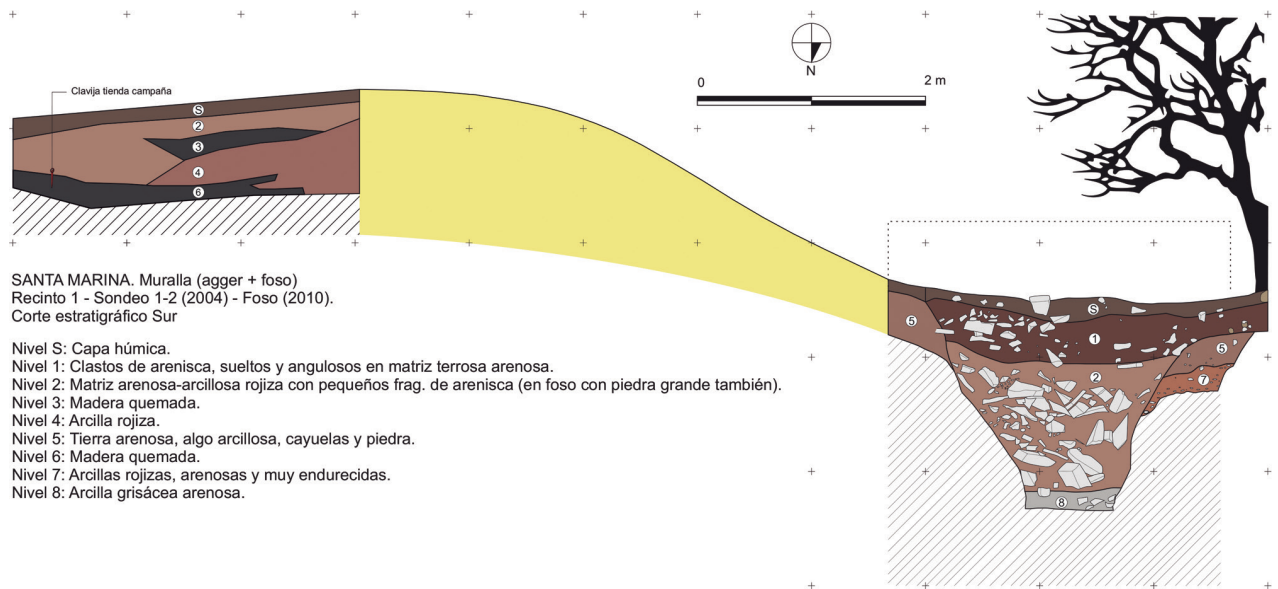 Clavija tienda campaña
N
0
2 m
S
2
3
4
6
5
S
1
5
2
7
8
SANTA MARINA. Muralla (agger + foso)
Recinto 1 - Sondeo 1-2 (2004) - Foso (2010).
Corte estratigráfico Sur
Nivel S: Capa húmica.
Nivel 1: Clastos de arenisca, sueltos y angulosos en matriz terrosa arenosa.
Nivel 2: Matriz arenosa-arcillosa rojiza con pequeños frag. de arenisca (en foso con piedra grande también).
Nivel 3: Madera quemada.
Nivel 4: Arcilla rojiza.
Nivel 5: Tierra arenosa, algo arcillosa, cayuelas y piedra.
Nivel 6: Madera quemada.
Nivel 7: Arcillas rojizas, arenosas y muy endurecidas.
Nivel 8: Arcilla grisácea arenosa.